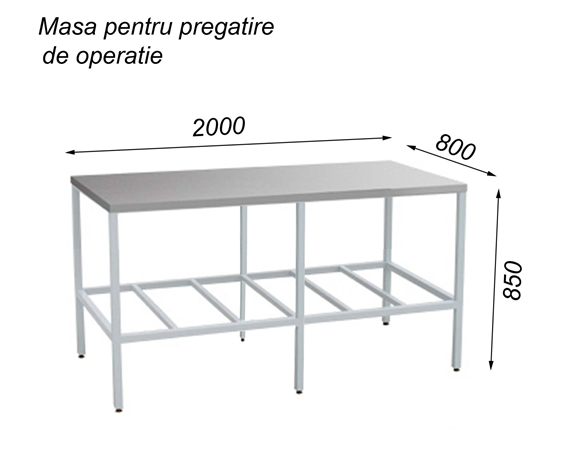 Masa pentru pregatire
de operatie
2000
800
850